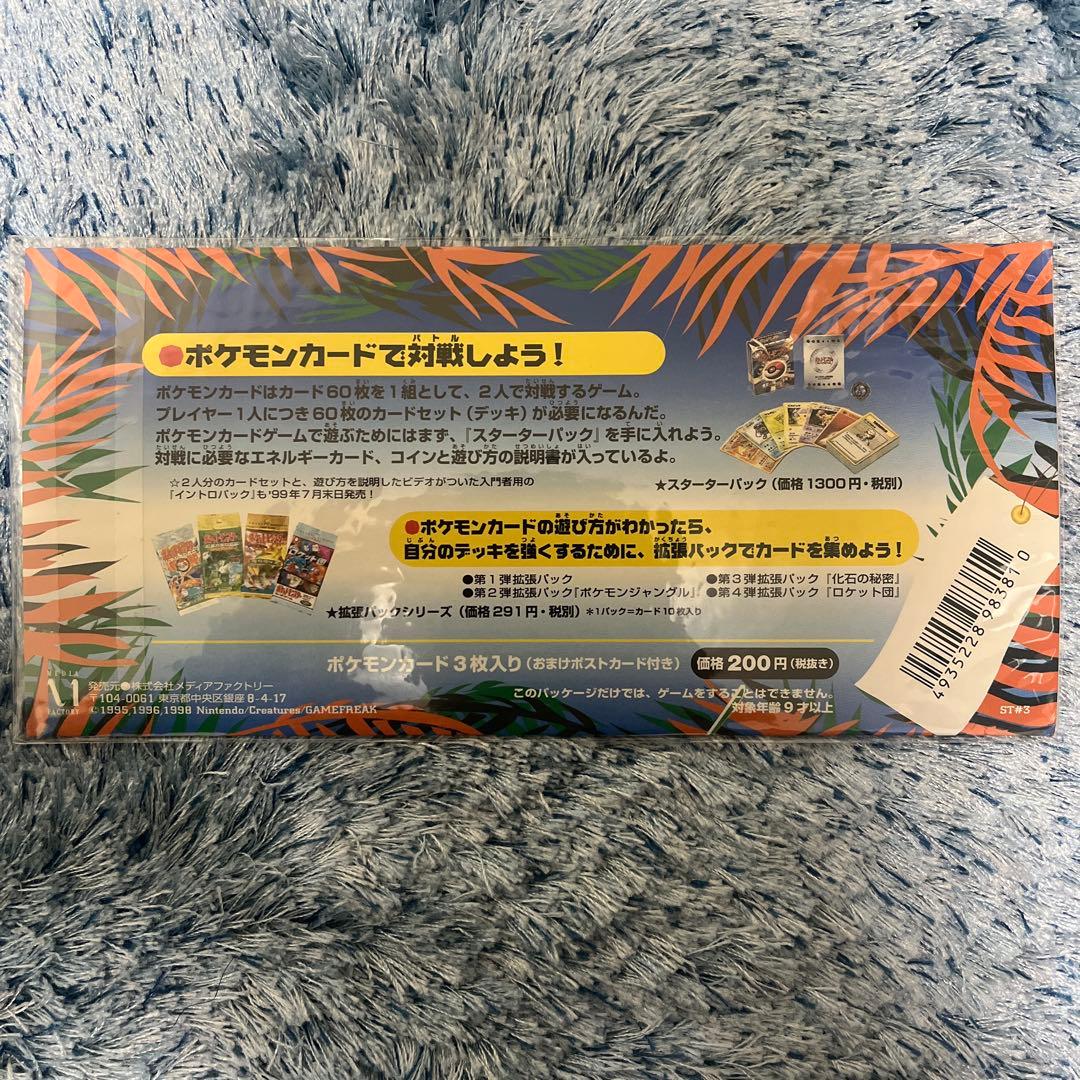 ●ポケモンカードで対戦しよう！
バトル
ポケモンカードはカード60枚を1組として、2人で対戦するゲーム。
プレイヤー1人につき60枚のカードセット（デッキ）が必要になるんだ。
ポケモンカードゲームで遊ぶためにはまず、『スターターパック』を手に入れよう。
対戦に必要なエネルギーカード、コインと遊び方の説明書が入っているよ。
☆2人分のカードセットと、遊び方を説明したビデオがついた入門者用の
『イントロパック』も'99年7月末日発売！
★スターターパック（価格1300円・税別）
●ポケモンカードの遊び方がわかったら、
自分のデッキを強くするために、拡張パックでカードを集めよう！
●第1弾拡張パック
●第2弾拡張パック『ポケモンジャングル』
●第3弾拡張パック『化石の秘密』
●第4弾拡張パック『ロケット団』
★拡張パックシリーズ（価格291円・税別）＊1パック＝カード10枚入り
ポケモンカード3枚入り（おまけポストカード付き）
価格200円（税抜き）
このパッケージだけでは、ゲームをすることはできません。
対象年齢9才以上
MEDIA
FACTORY
発売元●株式会社メディアファクトリー
〒104-0061 東京都中央区銀座8-4-17
©1995,1996,1998 Nintendo/Creatures/GAMEFREAK
4935228983810
ST#3